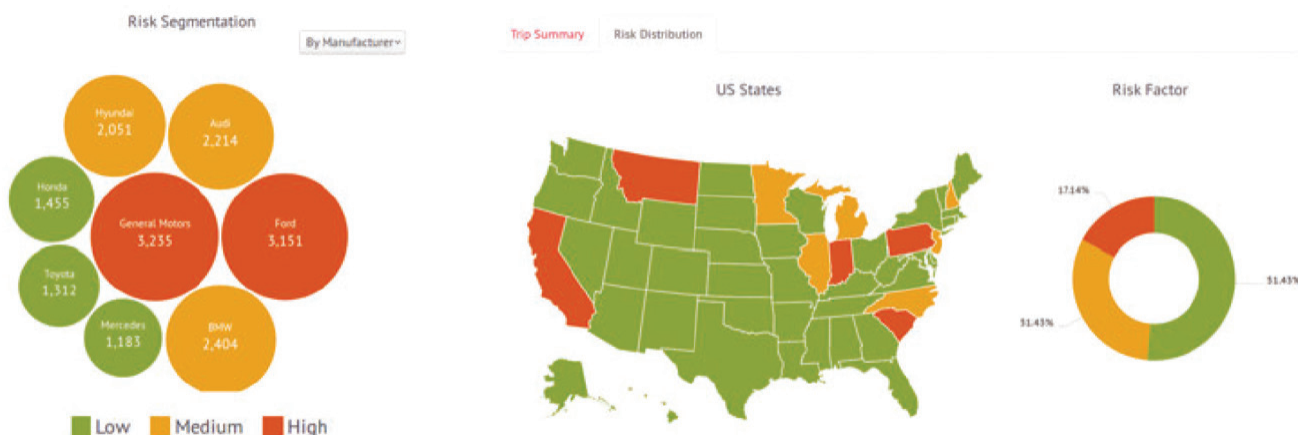 Risk Segmentation
By Manufacturer
Hyundai
2,051
Audi
2,214
Honda
1,455
General Motors
3,235
Ford
3,151
Toyota
1,312
Mercedes
1,183
BMW
2,404
Low
Medium
High
Trip Summary
Risk Distribution
US States
Risk Factor
17.14%
51.43%
31.43%